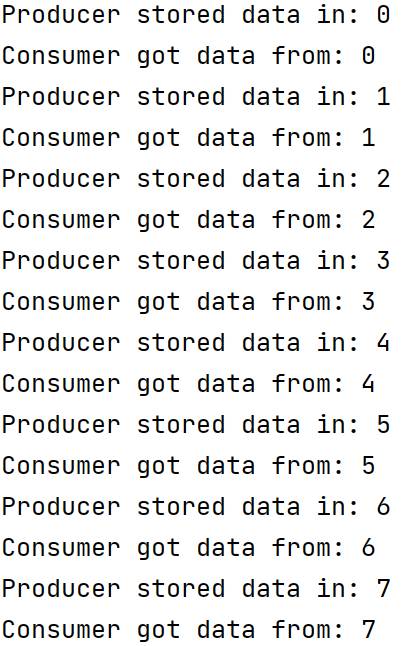 Producer stored data in: 0
Consumer got data from: 0
Producer stored data in: 1
Consumer got data from: 1
Producer stored data in: 2
Consumer got data from: 2
Producer stored data in: 3
Consumer got data from: 3
Producer stored data in: 4
Consumer got data from: 4
Producer stored data in: 5
Consumer got data from: 5
Producer stored data in: 6
Consumer got data from: 6
Producer stored data in: 7
Consumer got data from: 7